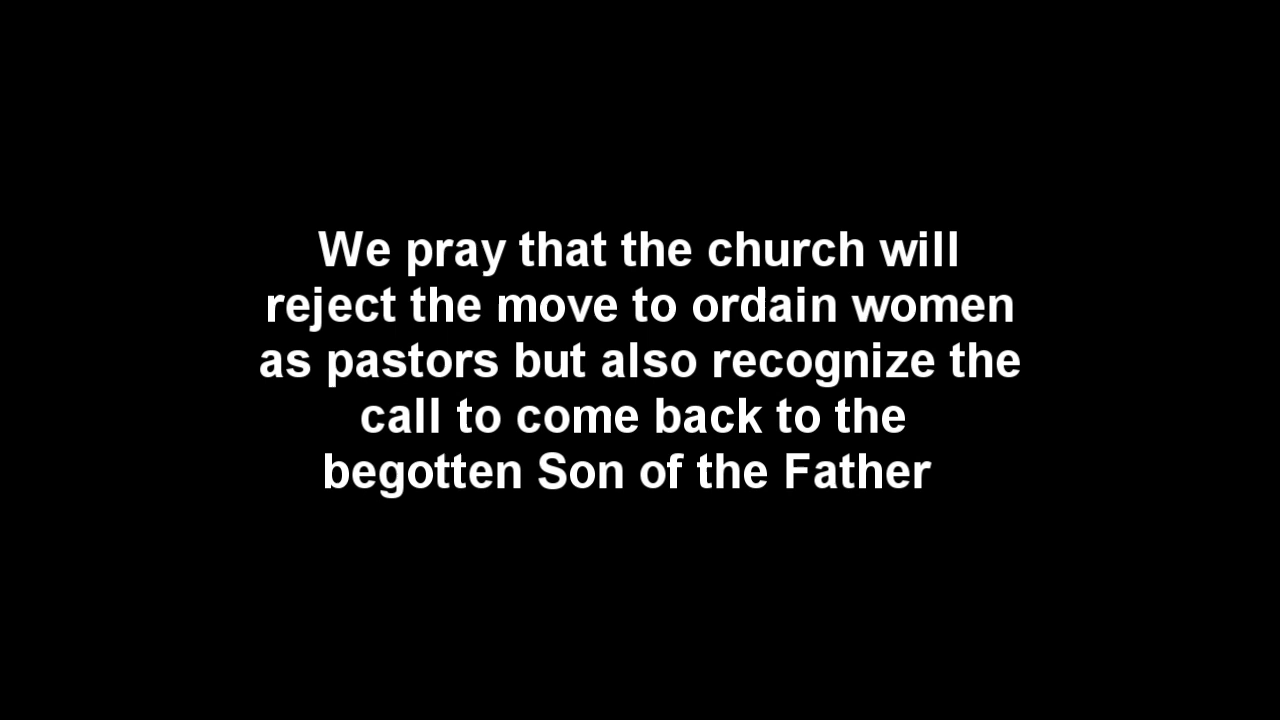 We pray that the church will
reject the move to ordain women
as pastors but also recognize the
call to come back to the
begotten Son of the Father